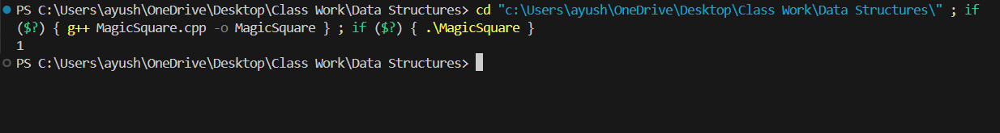 PS C:\Users\ayush\OneDrive\Desktop\Class Work\Data Structures> cd "c:\Users\ayush\OneDrive\Desktop\Class Work\Data Structures\" ; if
($?) { g++ MagicSquare.cpp -o MagicSquare } ; if ($?) { .\MagicSquare }
1
PS C:\Users\ayush\OneDrive\Desktop\Class Work\Data Structures>